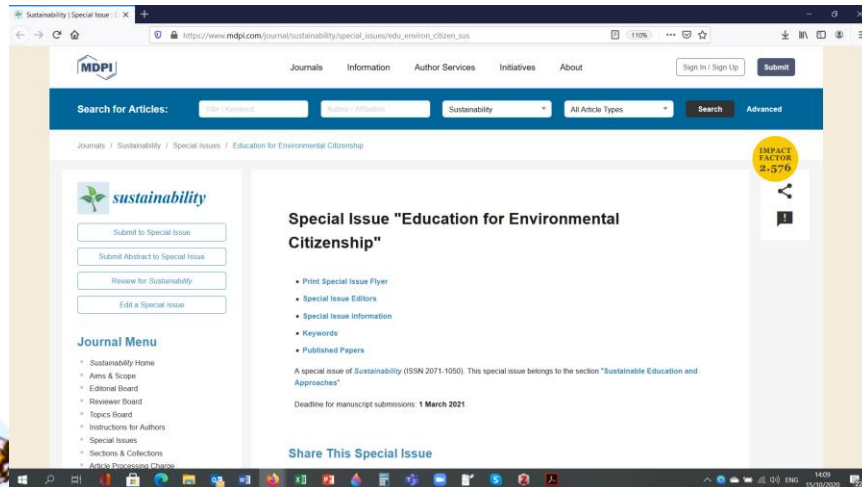 Sustainability | Special Issue : E
https://www.mdpi.com/journal/sustainability/special_issues/edu_environ_citizen_sus
110%
MDPI
Journals Information Author Services Initiatives About
Sign In / Sign Up
Submit
Search for Articles:
Title / Keyword
Author / Affiliation
Sustainability
All Article Types
Search
Advanced
Journals / Sustainability / Special Issues / Education for Environmental Citizenship
IMPACT
FACTOR
2.576
sustainability
Submit to Special Issue
Submit Abstract to Special Issue
Review for Sustainability
Edit a Special Issue
Journal Menu
Sustainability Home
Aims & Scope
Editorial Board
Reviewer Board
Topics Board
Instructions for Authors
Special Issues
Sections & Collections
Article Processing Charge
Special Issue "Education for Environmental
Citizenship"
Print Special Issue Flyer
Special Issue Editors
Special Issue Information
Keywords
Published Papers
A special issue of Sustainability (ISSN 2071-1050). This special issue belongs to the section "Sustainable Education and
Approaches".
Deadline for manuscript submissions: 1 March 2021.
Share This Special Issue
ENG
14:09
15/10/2020